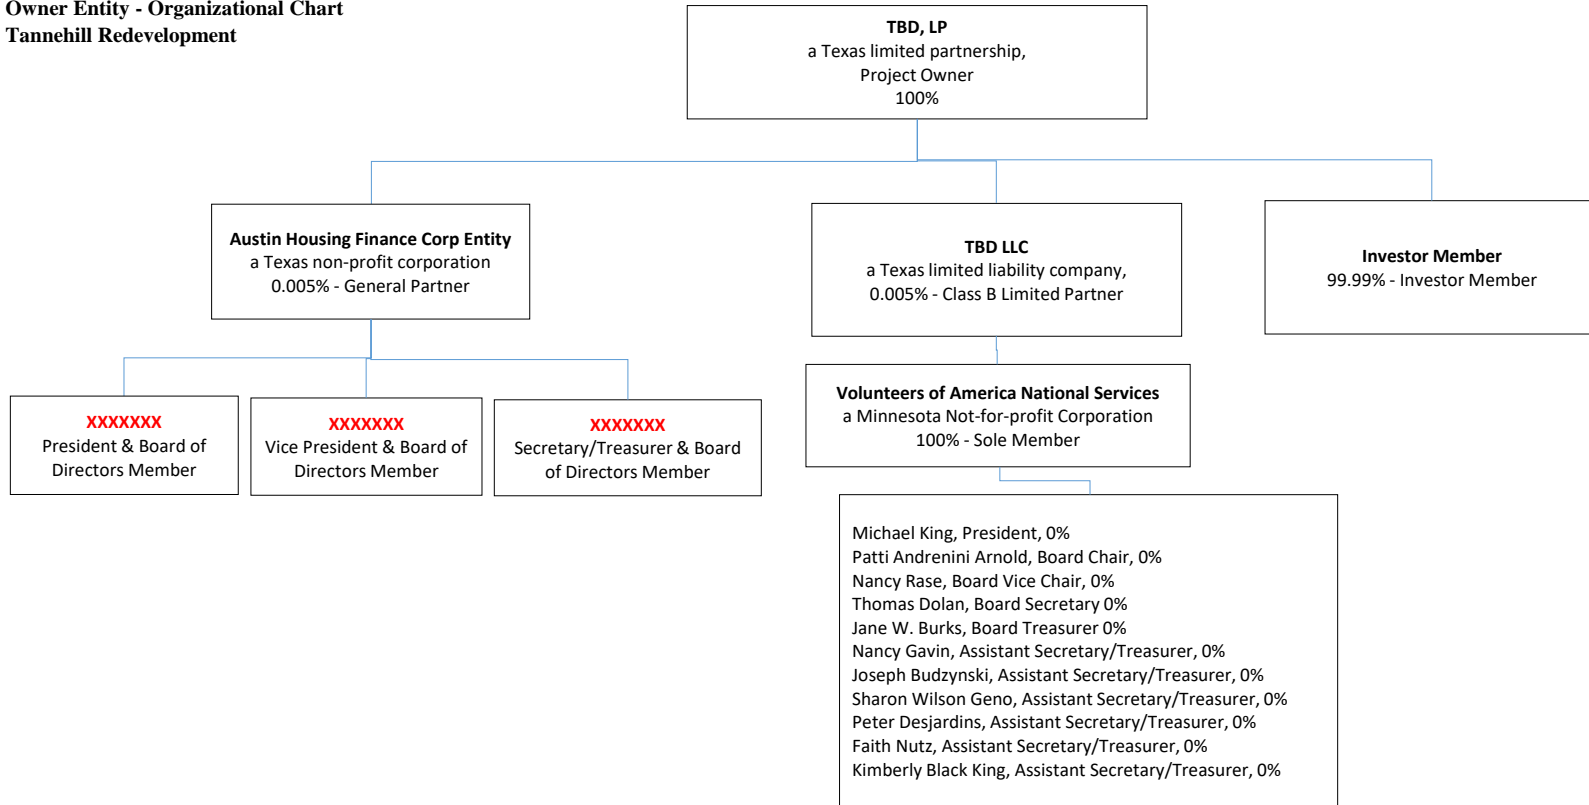 Owner Entity - Organizational Chart
Tannehill Redevelopment
TBD, LP
a Texas limited partnership,
Project Owner
100%
Austin Housing Finance Corp Entity
a Texas non-profit corporation
0.005% - General Partner
TBD LLC
a Texas limited liability company,
0.005% - Class B Limited Partner
Investor Member
99.99% - Investor Member
XXXXXXX
President & Board of
Directors Member
XXXXXXX
Vice President & Board of
Directors Member
XXXXXXX
Secretary/Treasurer & Board
of Directors Member
Volunteers of America National Services
a Minnesota Not-for-profit Corporation
100% - Sole Member
Michael King, President, 0%
Patti Andrenini Arnold, Board Chair, 0%
Nancy Rase, Board Vice Chair, 0%
Thomas Dolan, Board Secretary 0%
Jane W. Burks, Board Treasurer 0%
Nancy Gavin, Assistant Secretary/Treasurer, 0%
Joseph Budzynski, Assistant Secretary/Treasurer, 0%
Sharon Wilson Geno, Assistant Secretary/Treasurer, 0%
Peter Desjardins, Assistant Secretary/Treasurer, 0%
Faith Nutz, Assistant Secretary/Treasurer, 0%
Kimberly Black King, Assistant Secretary/Treasurer, 0%